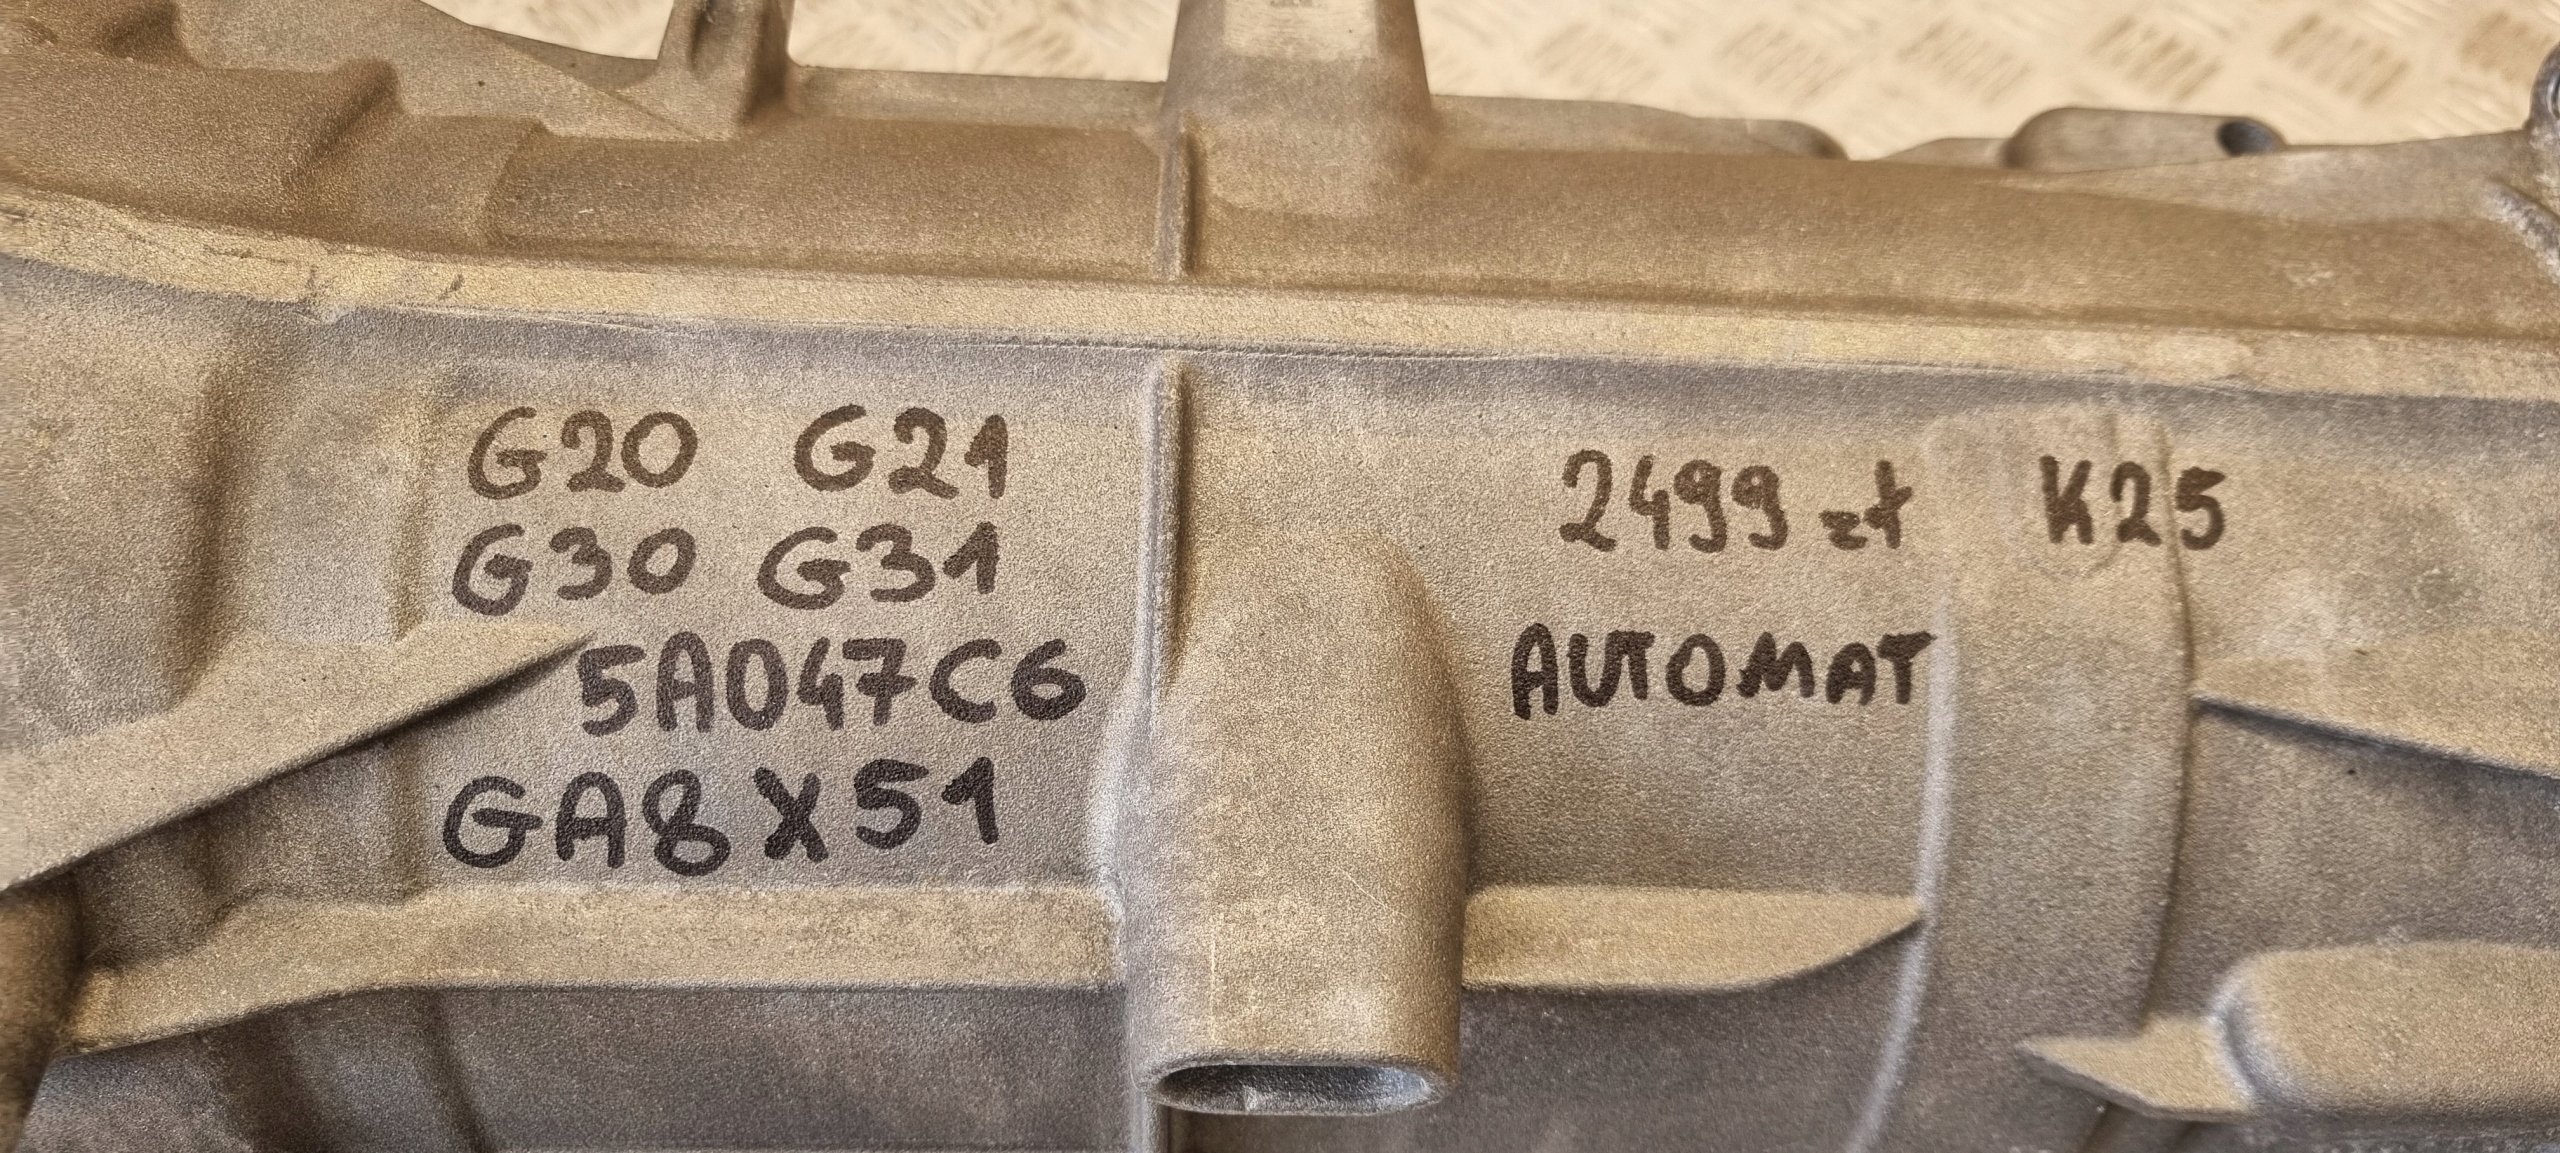 G20 G21
G30 G31
5A047C6
GA8X51
2499 zł K25
AUTOMAT